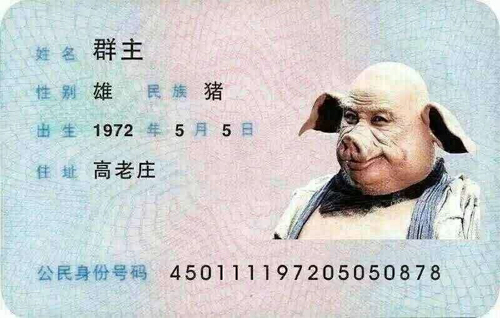 姓名 群主
性别 雄 民族 猪
出生 1972 年 5 月 5 日
住址 高老庄
公民身份号码 450111197205050878